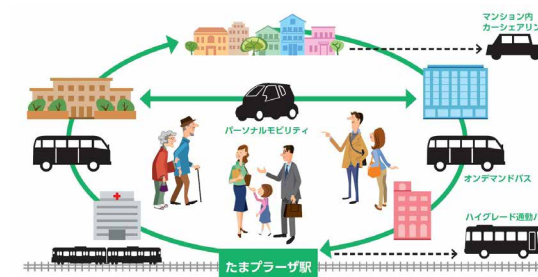 マンション内
カーシェアリン
パーソナルモビリティ
オンデマンドバス
ハイグレード通勤バ
たまプラーザ駅